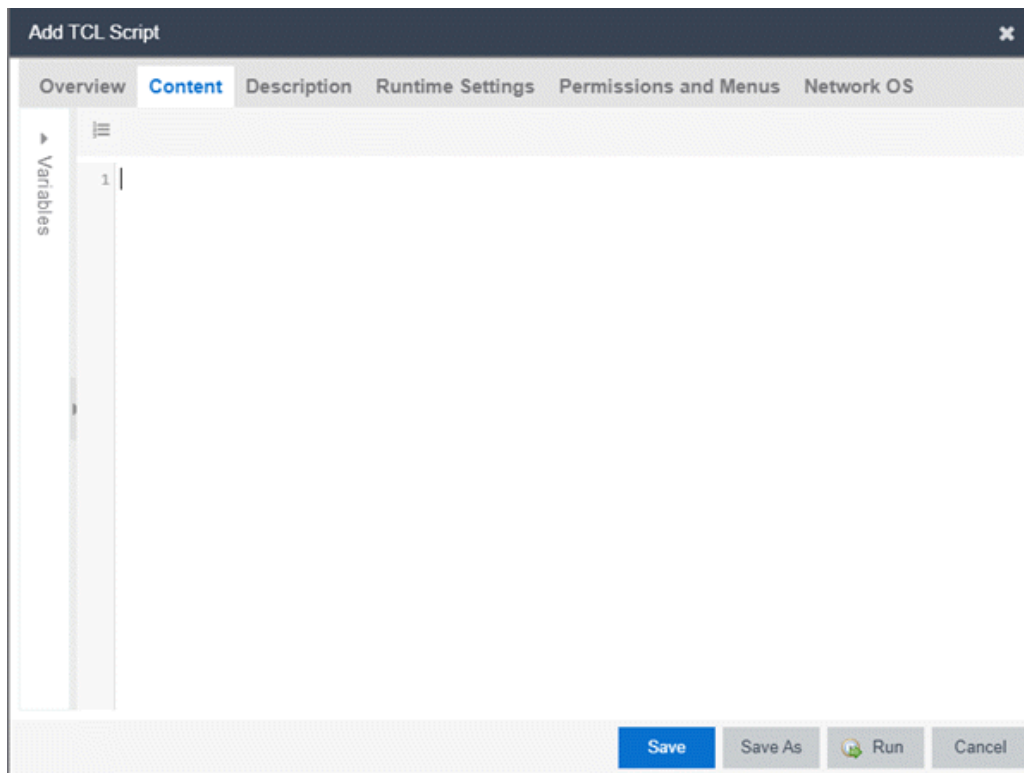 Add TCL Script
Overview Content Description Runtime Settings Permissions and Menus Network OS
Variables
1
Save Save As Run Cancel